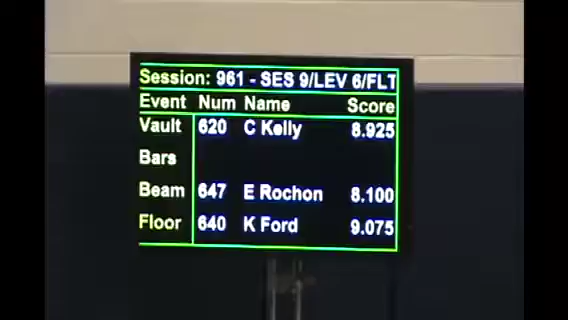 Session: 961 - SES 9/LEV 6/FLT
Event Num Name Score
Vault 620 C Kelly 8.925
Bars
Beam 647 E Rochon 8.100
Floor 640 K Ford 9.075